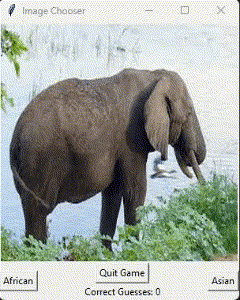 Image Chooser
Quit Game
African
Asian
Correct Guesses: 0